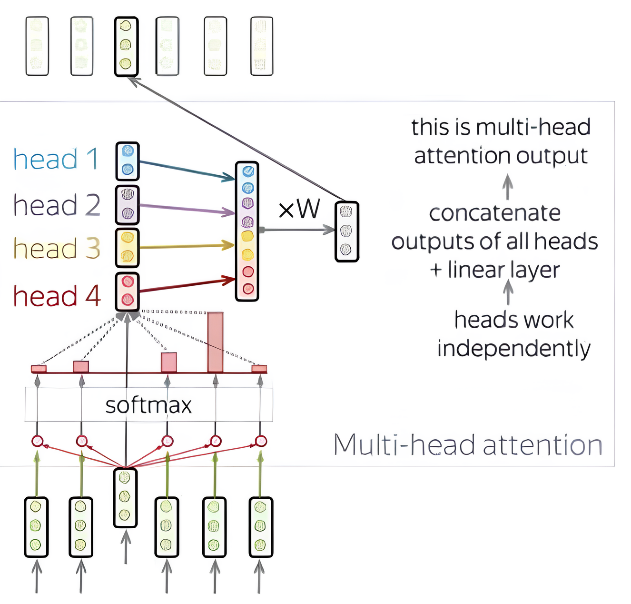 head 1
head 2
head 3
head 4
×W
softmax
this is multi-head
attention output
concatenate
outputs of all heads
+ linear layer
heads work
independently
Multi-head attention